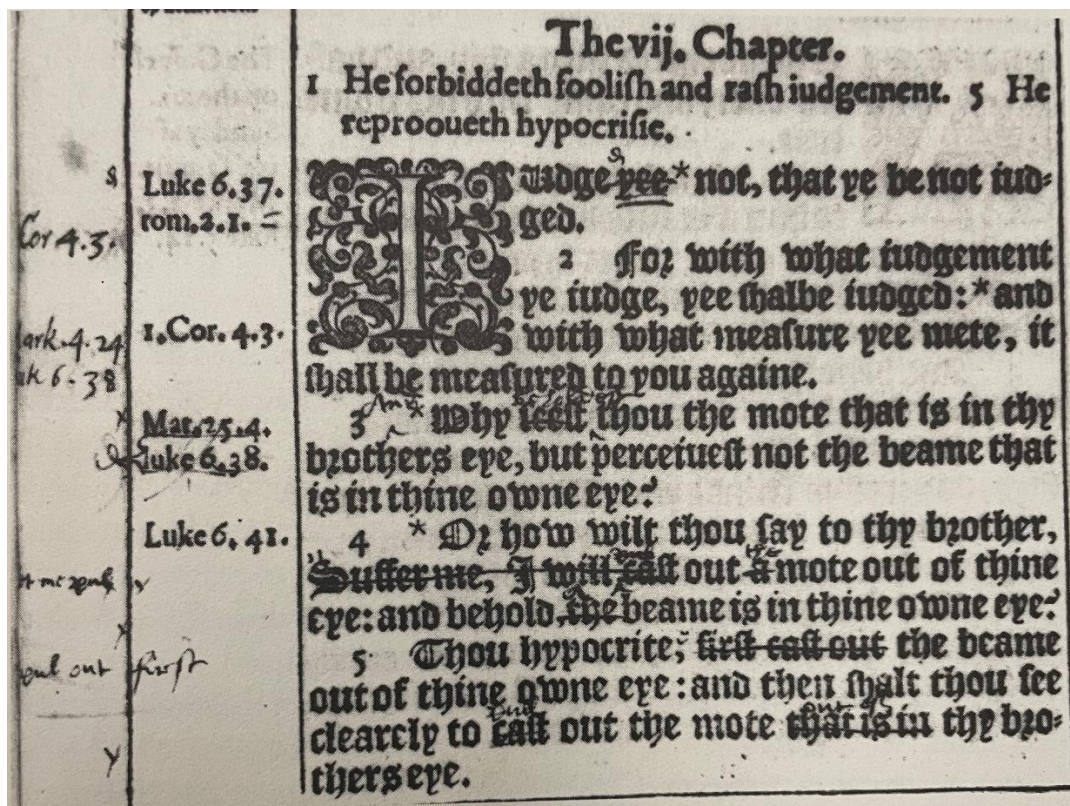 The vij. Chapter.
1 He forbiddeth fooliſh and raſh iudgement. 5 He
reprooueth hypocriſie.
IUdge yee* not, that ye be not iud-
ged.
2 For with what iudgement
ye iudge, yee ſhalbe iudged:* and
with what meaſure yee mete, it
ſhall be meaſured to you againe.
3 * Why ſeeſt thou the mote that is in thy
brothers eye, but perceiueſt not the beame that
is in thine owne eye?
4 * Or how wilt thou ſay to thy brother,
Suffer me, I will caſt out a mote out of thine
eye: and behold, the beame is in thine owne eye?
5 Thou hypocrite, firſt caſt out the beame
out of thine owne eye: and then ſhalt thou ſee
clearely to caſt out the mote that is in thy bro-
thers eye.
Luke 6.37.
rom.2.1.
1.Cor. 4.3.
Mar.25.4.
luke 6.38.
Luke 6. 41.
Cor 4.3.
ark.4.24
uk 6.38
pul out first